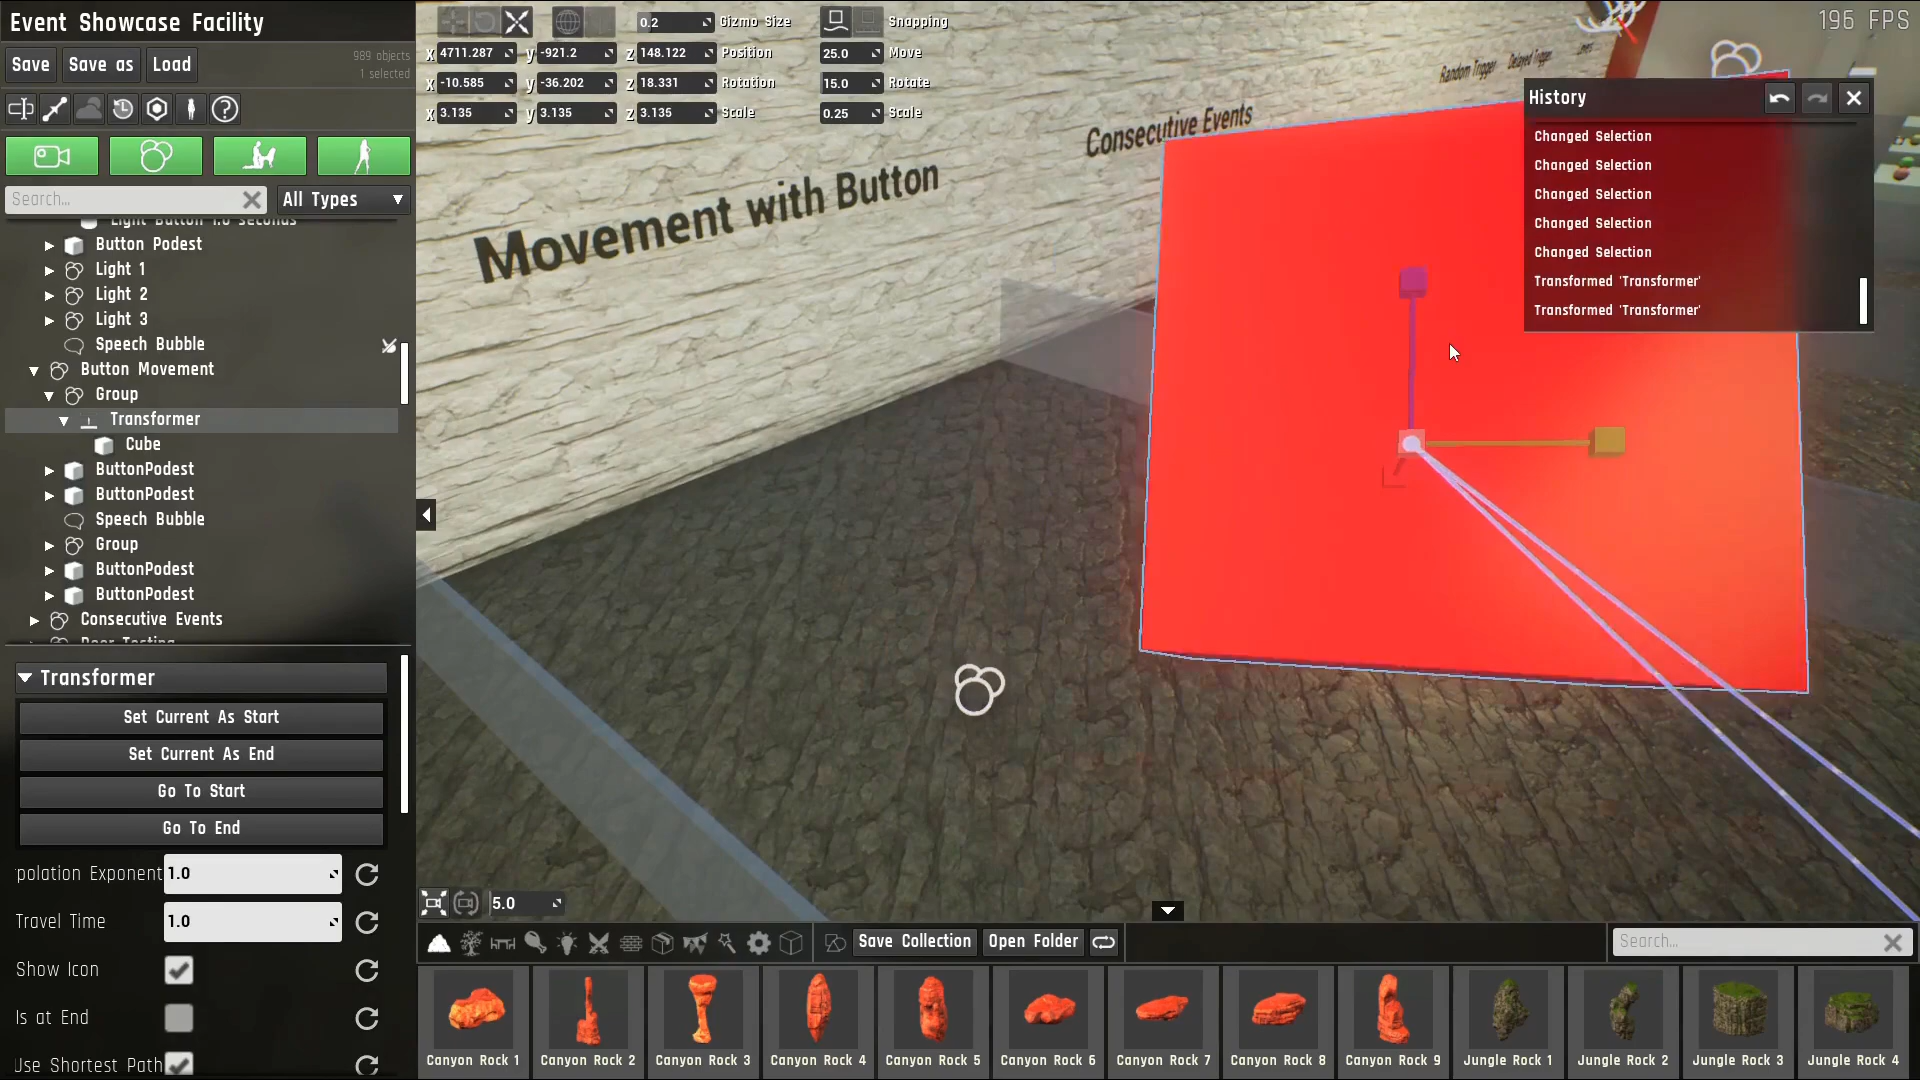 Event Showcase Facility
Save
Save as
Load
989 objects
1 selected
Search...
All Types
Light Button 1.0 seconds
Button Podest
Light 1
Light 2
Light 3
Speech Bubble
Button Movement
Group
Transformer
Cube
ButtonPodest
ButtonPodest
Speech Bubble
Group
ButtonPodest
ButtonPodest
Consecutive Events
Transformer
Set Current As Start
Set Current As End
Go To Start
Go To End
polation Exponent 1.0
Travel Time 1.0
Show Icon
Is at End
Use Shortest Path
0.2 Gizmo Size
Snapping
x 4711.287 y -921.2 z 148.122 Position
25.0 Move
-10.585 -36.202 18.331 Rotation
15.0 Rotate
x 3.135 y 3.135 z 3.135 Scale
0.25 Scale
196 FPS
Random Trigger
Delayed Trigger
Consecutive Events
Movement with Button
History
Changed Selection
Changed Selection
Changed Selection
Changed Selection
Changed Selection
Transformed 'Transformer'
Transformed 'Transformer'
5.0
Save Collection
Open Folder
Search...
Canyon Rock 1
Canyon Rock 2
Canyon Rock 3
Canyon Rock 4
Canyon Rock 5
Canyon Rock 6
Canyon Rock 7
Canyon Rock 8
Canyon Rock 9
Jungle Rock 1
Jungle Rock 2
Jungle Rock 3
Jungle Rock 4